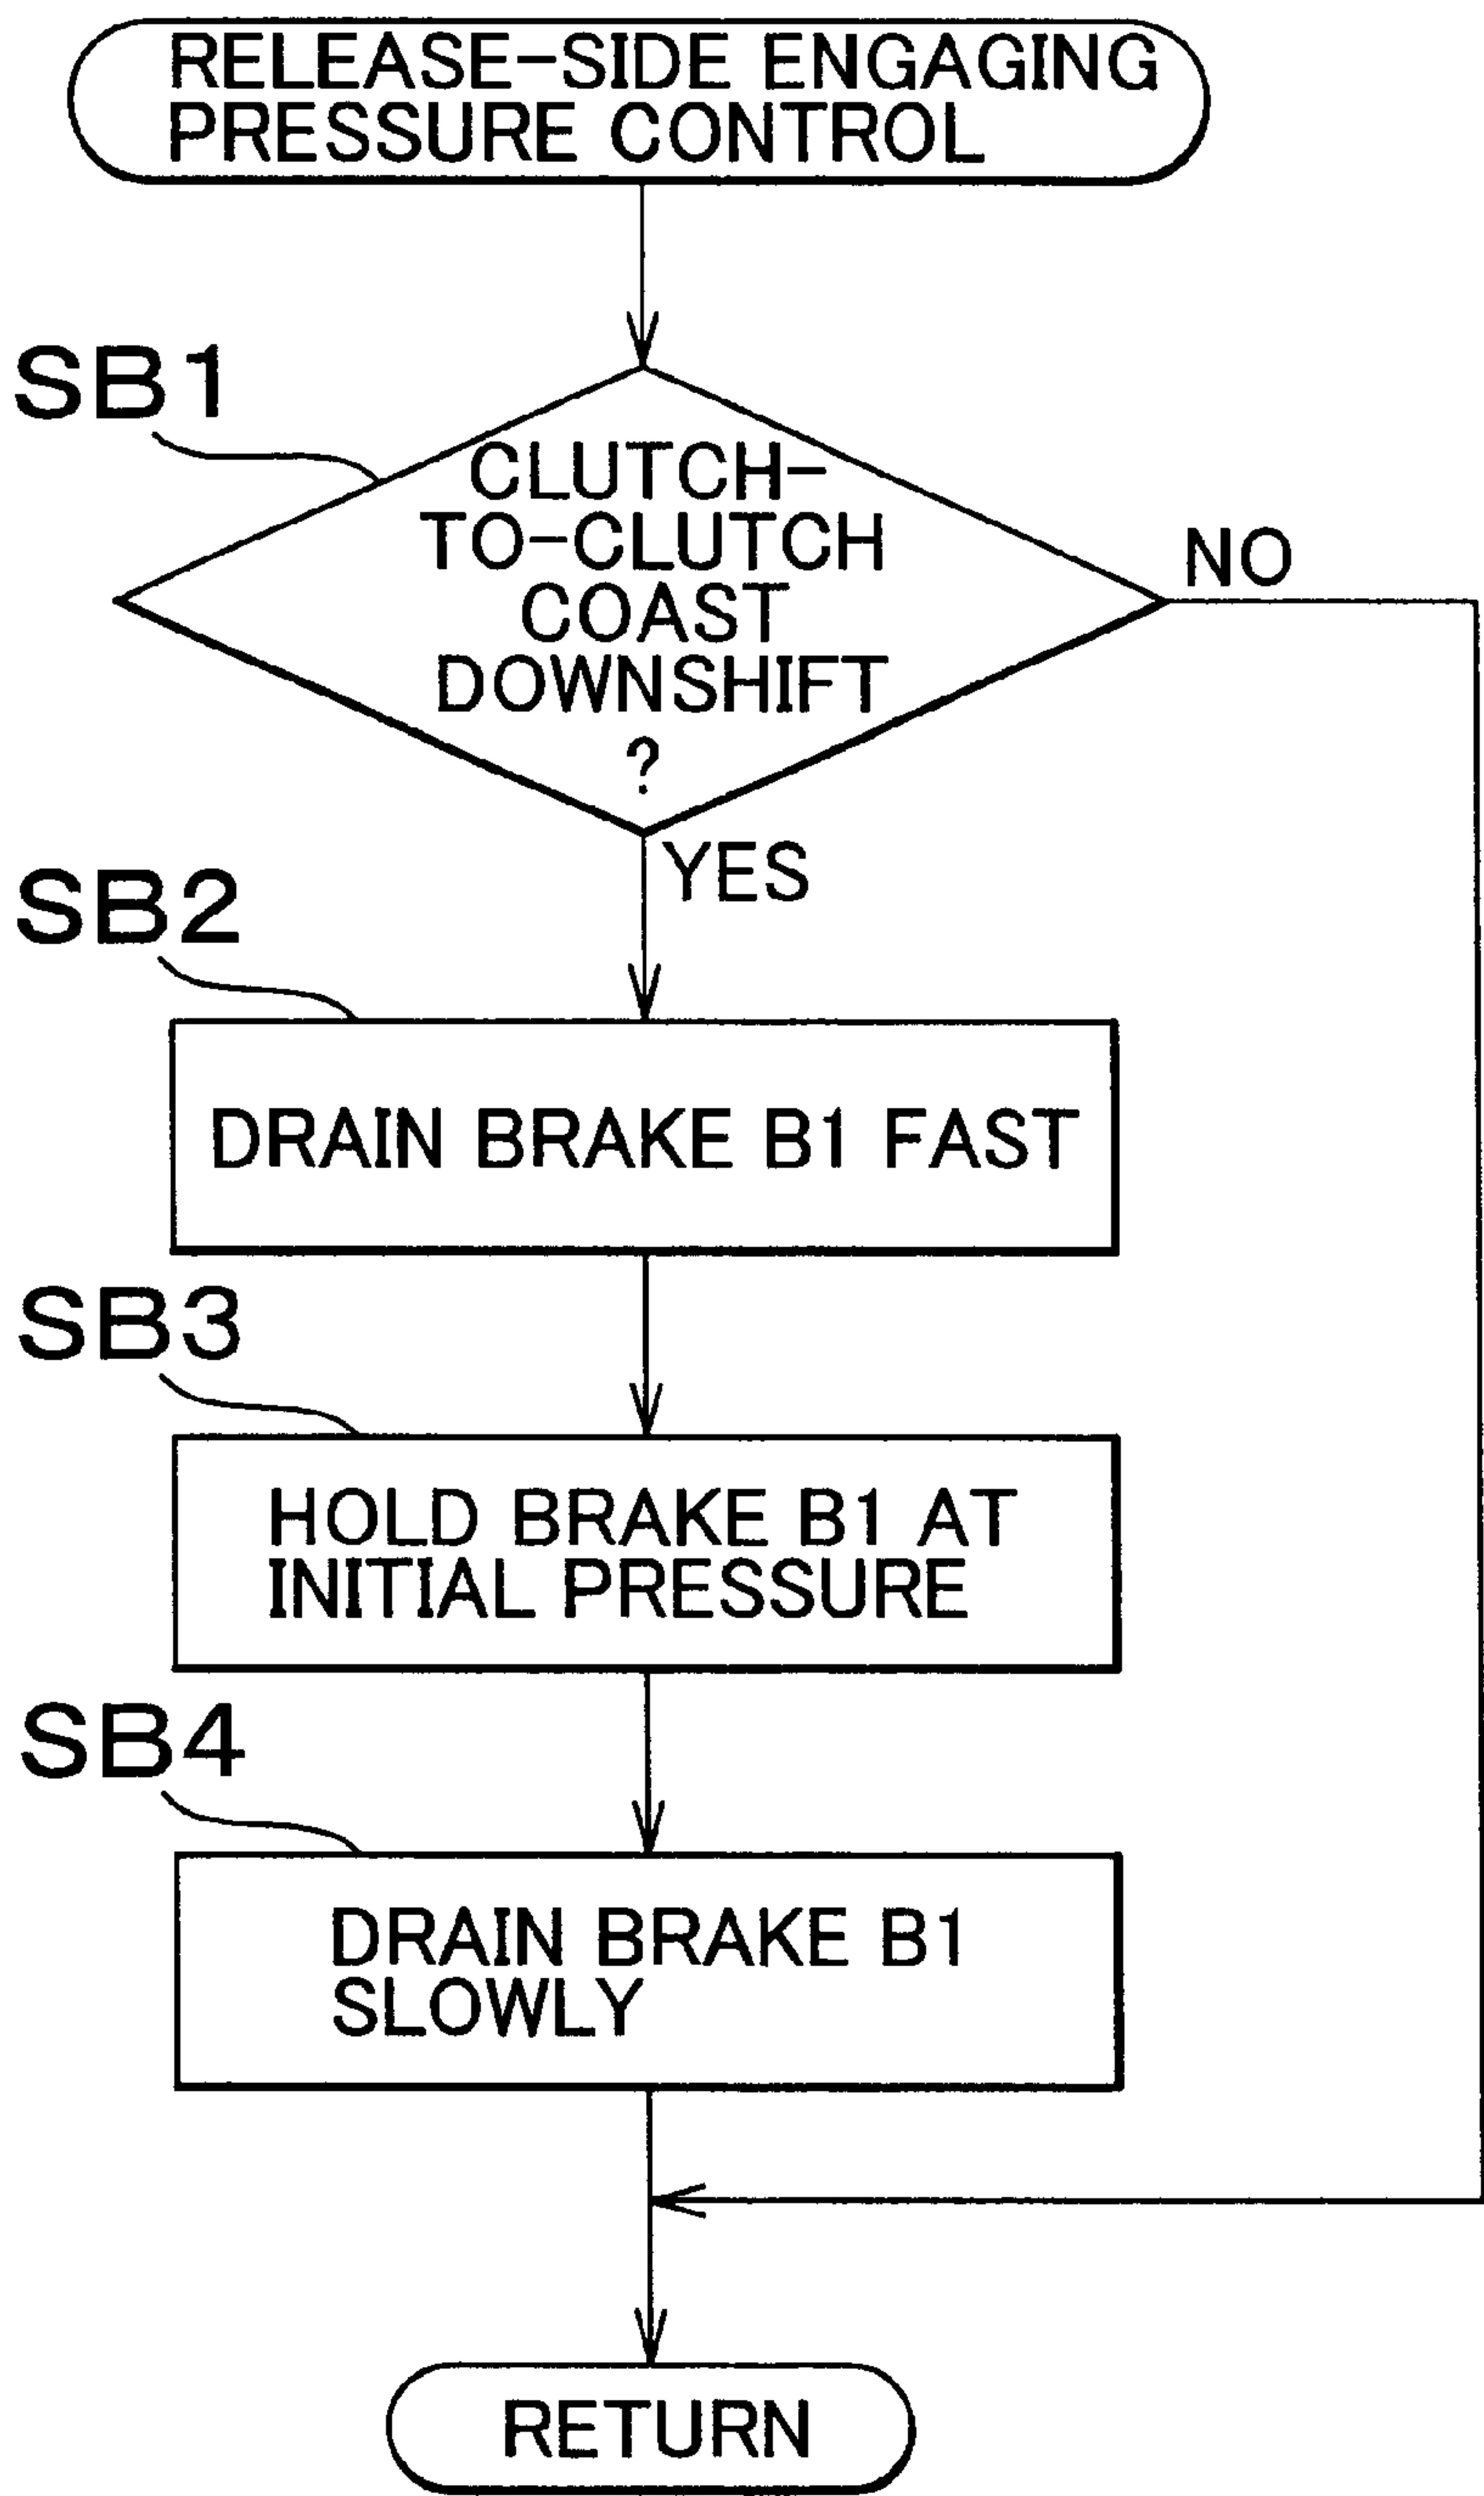 RELEASE-SIDE ENGAGING
PRESSURE CONTROL
SB1
CLUTCH-
TO-CLUTCH
COAST
DOWNSHIFT
?
NO
YES
SB2
DRAIN BRAKE B1 FAST
SB3
HOLD BRAKE B1 AT
INITIAL PRESSURE
SB4
DRAIN BRAKE B1
SLOWLY
RETURN